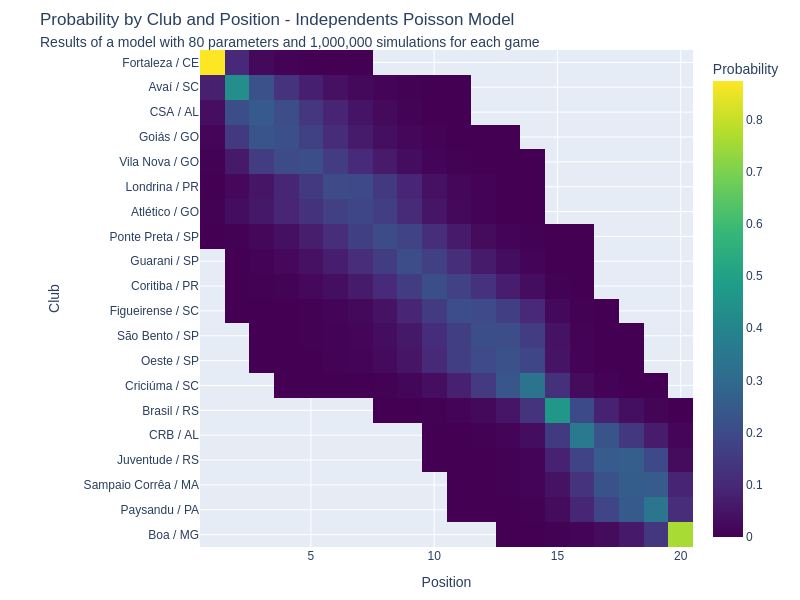 Probability by Club and Position - Independents Poisson Model
Results of a model with 80 parameters and 1,000,000 simulations for each game
Probability
Fortaleza / CE
Avaí / SC
CSA / AL
Goiás / GO
Vila Nova / GO
Londrina / PR
Atlético / GO
Ponte Preta / SP
Guarani / SP
Coritiba / PR
Figueirense / SC
São Bento / SP
Oeste / SP
Criciúma / SC
Brasil / RS
CRB / AL
Juventude / RS
Sampaio Corrêa / MA
Paysandu / PA
Boa / MG
Club
5 10 15 20
Position
0.8
0.7
0.6
0.5
0.4
0.3
0.2
0.1
0